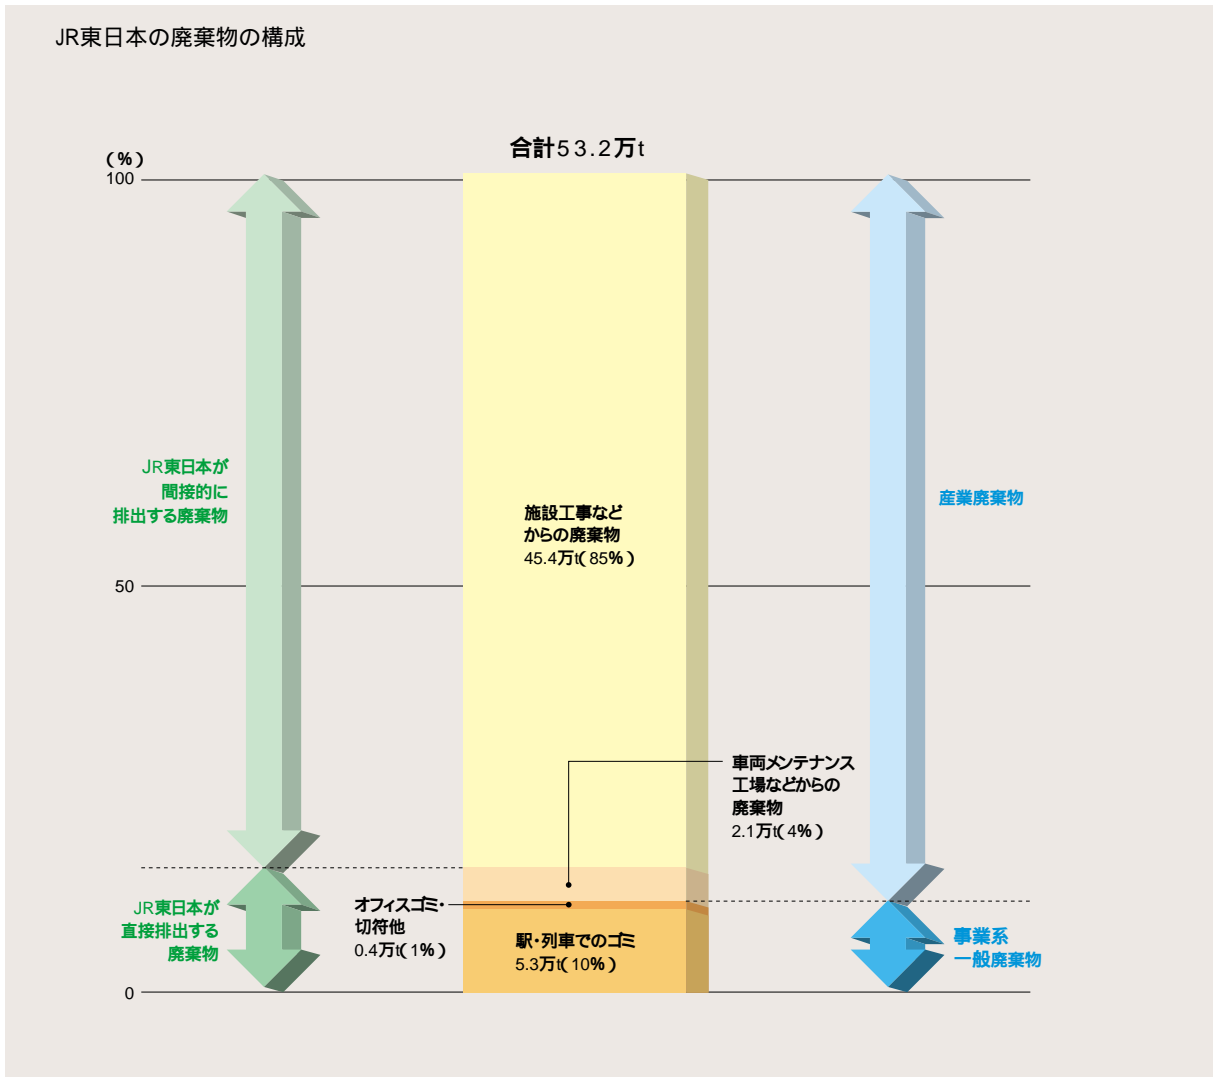 JR東日本の廃棄物の構成
合計53.2万t
(%)
100
50
0
JR東日本が
間接的に
排出する廃棄物
施設工事など
からの廃棄物
45.4万t(85%)
産業廃棄物
車両メンテナンス
工場などからの
廃棄物
2.1万t(4%)
JR東日本が
直接排出する
廃棄物
オフィスゴミ・
切符他
0.4万t(1%)
駅・列車でのゴミ
5.3万t(10%)
事業系
一般廃棄物